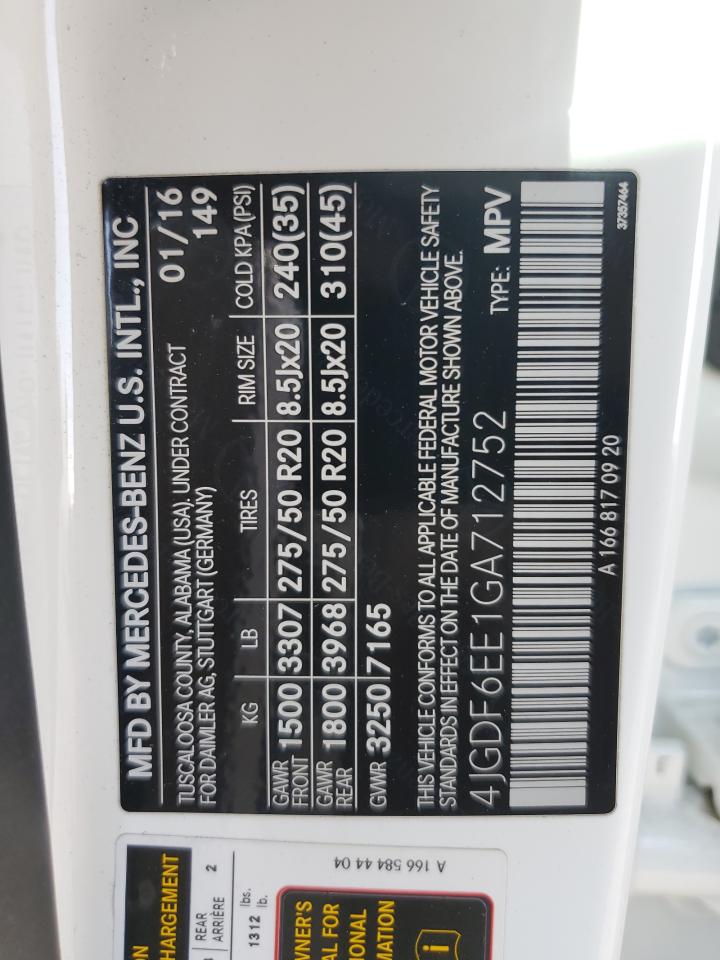 MFD BY MERCEDES-BENZ U.S. INTL., INC
TUSCALOOSA COUNTY, ALABAMA (USA), UNDER CONTRACT 01/16
FOR DAIMLER AG, STUTTGART (GERMANY) 149
KG LB TIRES RIM SIZE COLD KPA(PSI)
GAWR FRONT 1500 3307 275/50 R20 8.5Jx20 240(35)
GAWR REAR 1800 3968 275/50 R20 8.5Jx20 310(45)
GVWR 3250 7165
THIS VEHICLE CONFORMS TO ALL APPLICABLE FEDERAL MOTOR VEHICLE SAFETY
STANDARDS IN EFFECT ON THE DATE OF MANUFACTURE SHOWN ABOVE.
4JGDF6EE1GA712752 TYPE: MPV
A 166 817 09 20
37357464
A 166 584 44 04
REAR
ARRIÈRE 2
1312 lbs.
lb.